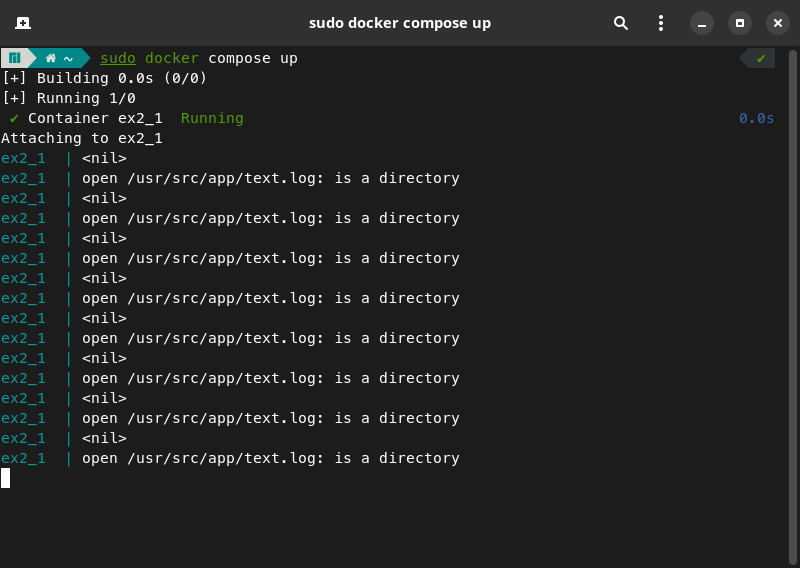 sudo docker compose up
~ sudo docker compose up ✔
[+] Building 0.0s (0/0)
[+] Running 1/0
✔ Container ex2_1  Running 0.0s
Attaching to ex2_1
ex2_1  | <nil>
ex2_1  | open /usr/src/app/text.log: is a directory
ex2_1  | <nil>
ex2_1  | open /usr/src/app/text.log: is a directory
ex2_1  | <nil>
ex2_1  | open /usr/src/app/text.log: is a directory
ex2_1  | <nil>
ex2_1  | open /usr/src/app/text.log: is a directory
ex2_1  | <nil>
ex2_1  | open /usr/src/app/text.log: is a directory
ex2_1  | <nil>
ex2_1  | open /usr/src/app/text.log: is a directory
ex2_1  | <nil>
ex2_1  | open /usr/src/app/text.log: is a directory
ex2_1  | <nil>
ex2_1  | open /usr/src/app/text.log: is a directory